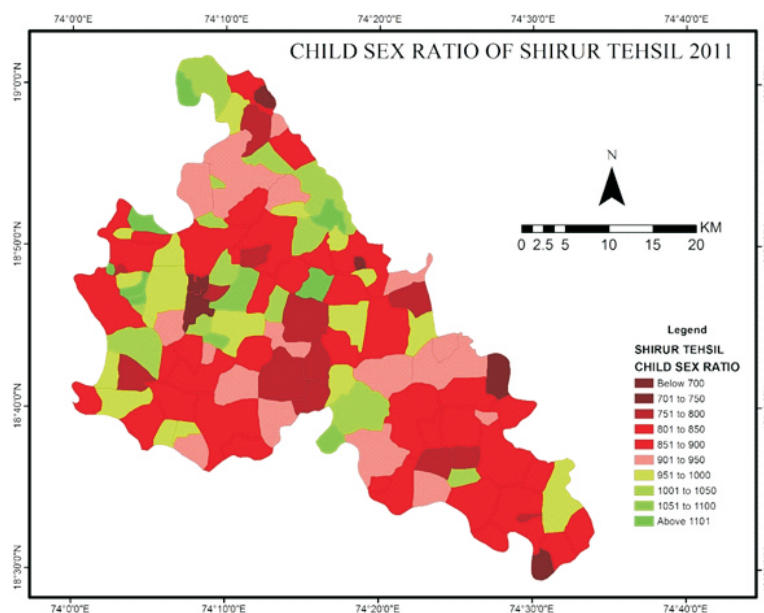 74°0'0"E 74°10'0"E 74°20'0"E 74°30'0"E 74°40'0"E
CHILD SEX RATIO OF SHIRUR TEHSIL 2011
19°0'0"N
N
KM
0 2.5 5 10 15 20
18°50'0"N
Legend
SHIRUR TEHSIL
CHILD SEX RATIO
Below 700
701 to 750
751 to 800
801 to 850
851 to 900
901 to 950
951 to 1000
1001 to 1050
1051 to 1100
Above 1101
18°40'0"N
18°30'0"N
74°0'0"E 74°10'0"E 74°20'0"E 74°30'0"E 74°40'0"E